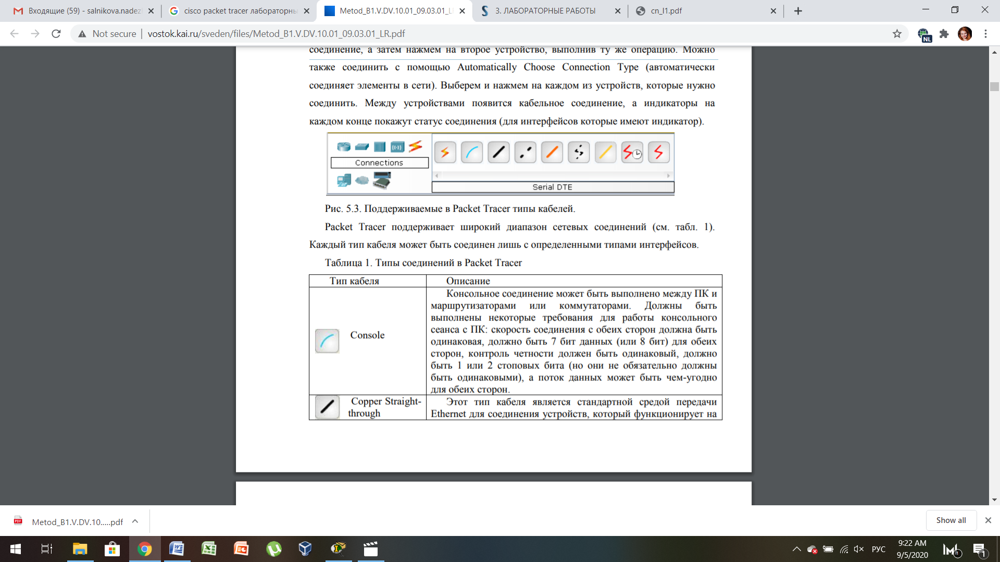 Входящие (59) - salnikova.nadez
cisco packet tracer лабораторны
Metod_B1.V.DV.10.01_09.03.01_L
3. ЛАБОРАТОРНЫЕ РАБОТЫ
cn_l1.pdf
Not secure
vostok.kai.ru/sveden/files/Metod_B1.V.DV.10.01_09.03.01_LR.pdf
NL
соединение, а затем нажмем на второе устройство, выполнив ту же операцию. Можно
также соединить с помощью Automatically Choose Connection Type (автоматически
соединяет элементы в сети). Выберем и нажмем на каждом из устройств, которые нужно
соединить. Между устройствами появится кабельное соединение, а индикаторы на
каждом конце покажут статус соединения (для интерфейсов которые имеют индикатор).
Connections
Serial DTE
Рис. 5.3. Поддерживаемые в Packet Tracer типы кабелей.
Packet Tracer поддерживает широкий диапазон сетевых соединений (см. табл. 1).
Каждый тип кабеля может быть соединен лишь с определенными типами интерфейсов.
Таблица 1. Типы соединений в Packet Tracer
Тип кабеля
Описание
Console
Консольное соединение может быть выполнено между ПК и
маршрутизаторами или коммутаторами. Должны быть
выполнены некоторые требования для работы консольного
сеанса с ПК: скорость соединения с обеих сторон должна быть
одинаковая, должно быть 7 бит данных (или 8 бит) для обеих
сторон, контроль четности должен быть одинаковый, должно
быть 1 или 2 стоповых бита (но они не обязательно должны
быть одинаковыми), а поток данных может быть чем-угодно
для обеих сторон.
Copper Straight-
through
Этот тип кабеля является стандартной средой передачи
Ethernet для соединения устройств, который функционирует на
PDF
Metod_B1.V.DV.10.....pdf
Show all
РУС
9:22 AM
9/5/2020
1